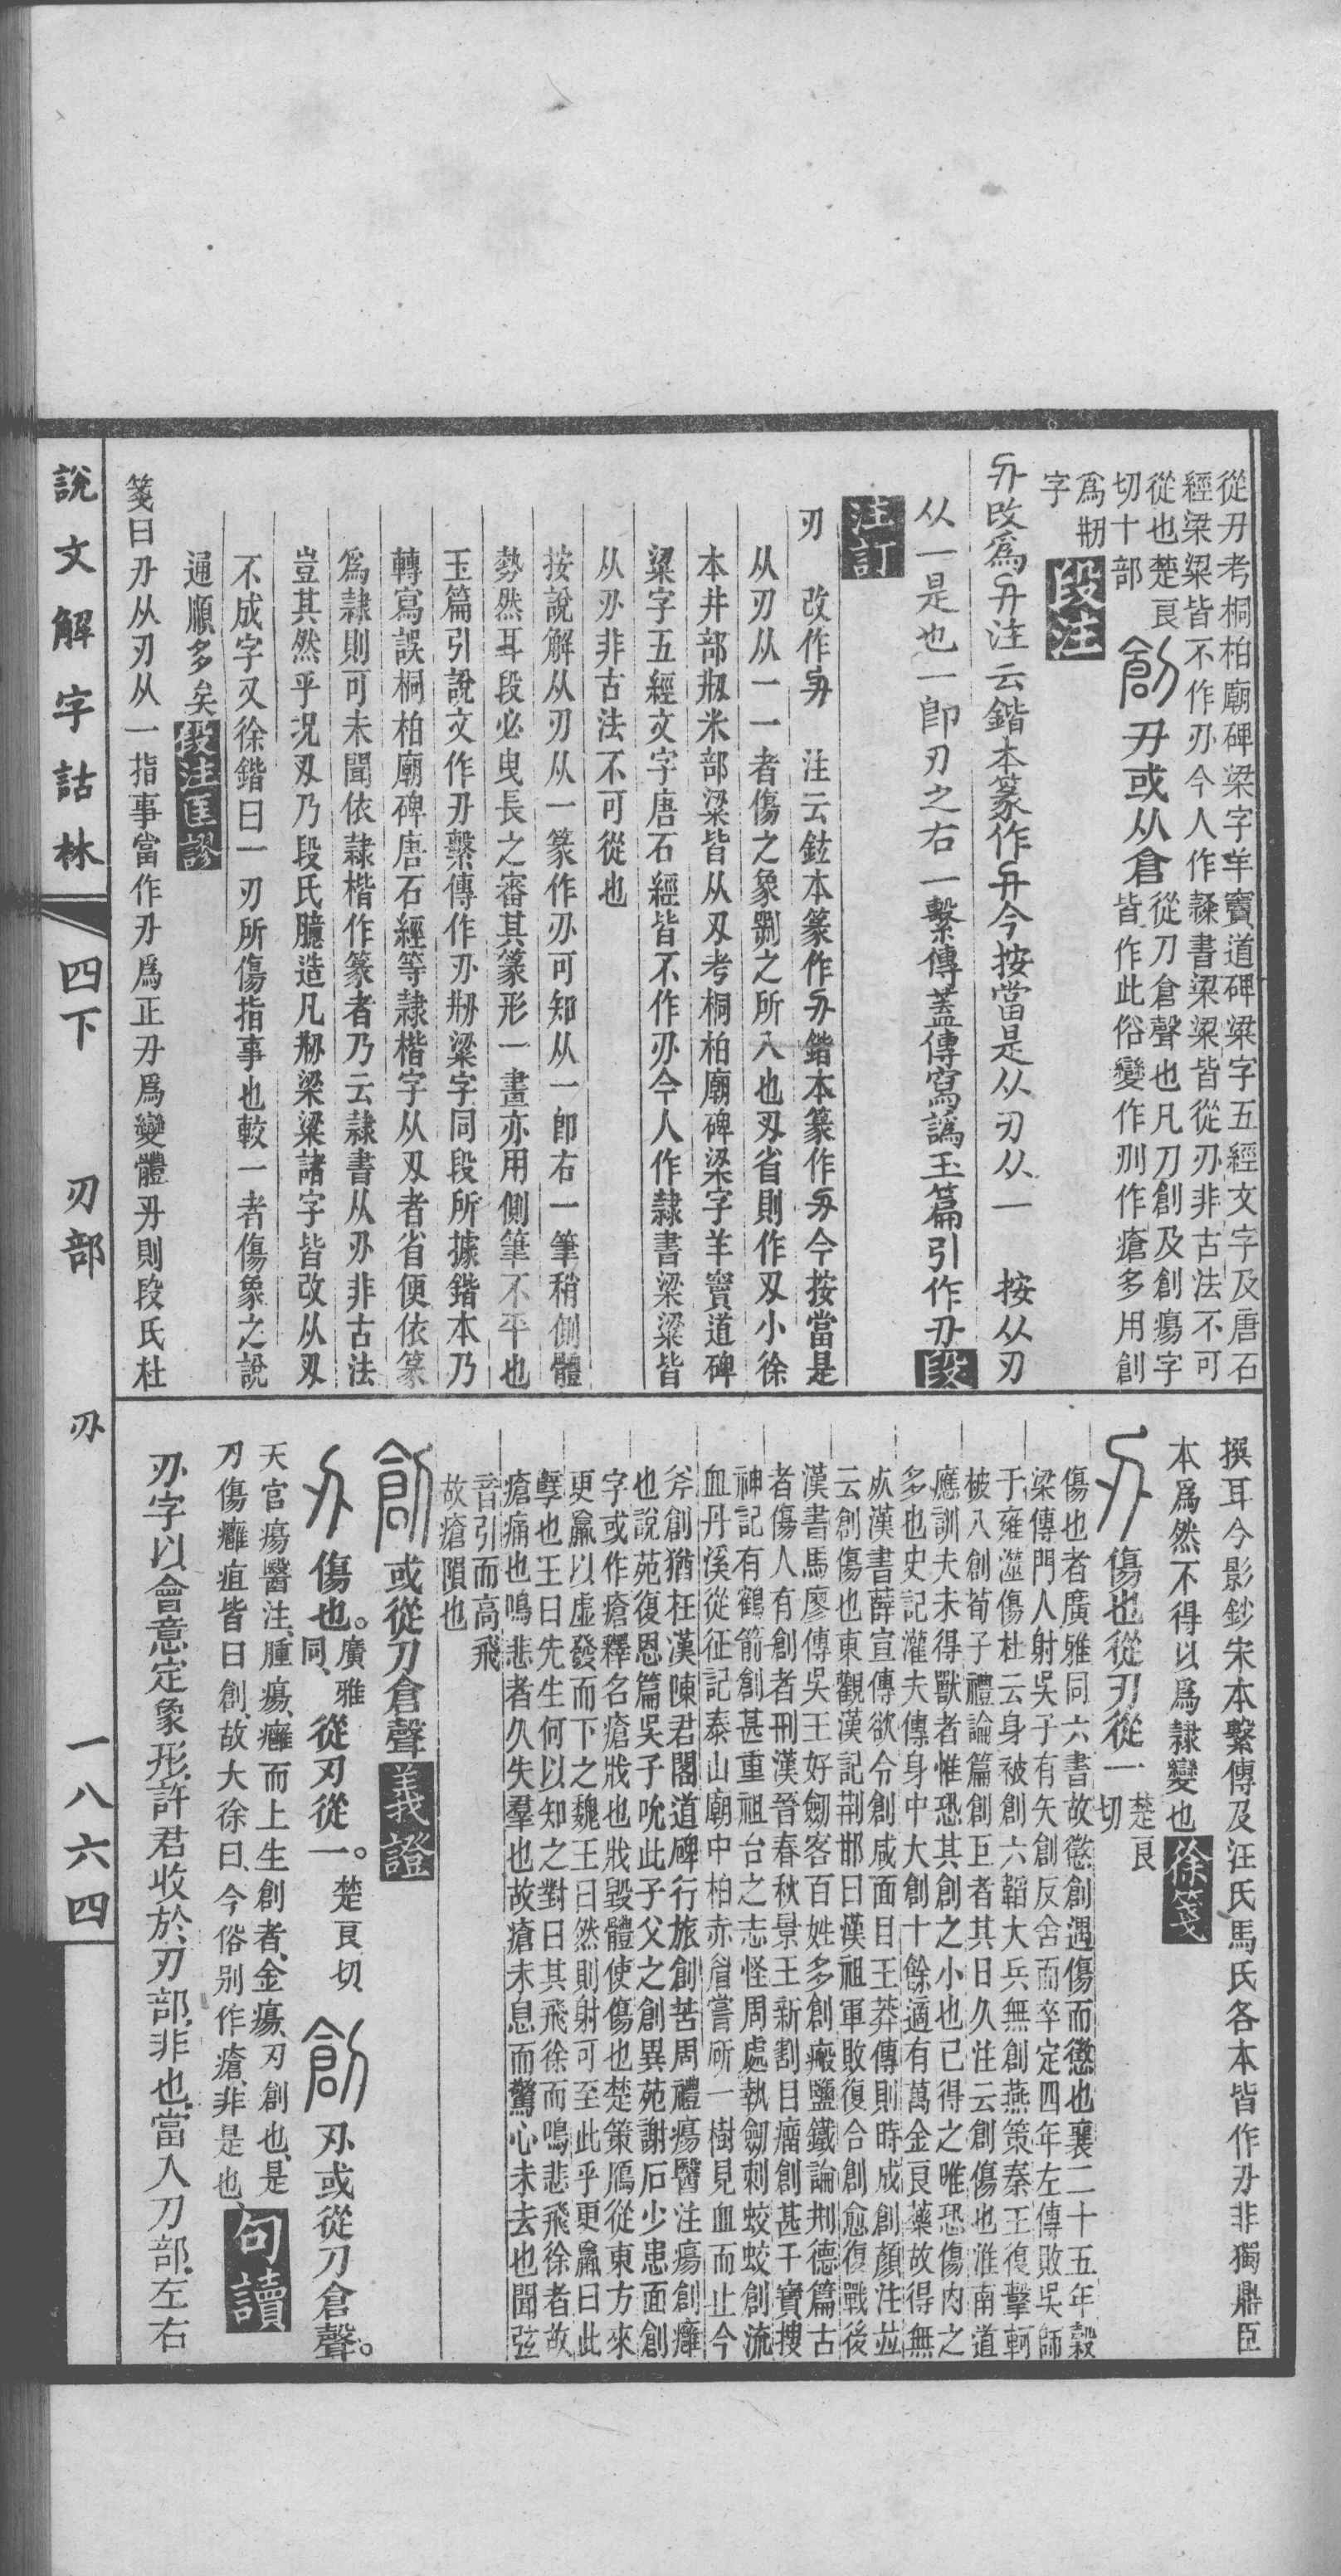 從刅考桐柏廟碑梁字羊竇道碑梁字五經文字及唐石
經梁粱皆不作刅今人作隸書梁粱皆從刅非古法不可
從也楚良
切十部
創刅或从倉
從刀倉聲也凡刀創及創瘍字
皆作此俗變作刱作瘡多用創
爲刱
字
段注
刅改爲刅注云鍇本篆作刅今按當是从刃从一　按从刃
从一是也一卽刃之右一繫傳蓋傳寫譌玉篇引作刅段
注訂
刃　改作刅　注云鉉本篆作刅鍇本篆作刅今按當是
从刃从一一者傷之象劉之所入也刅省則作刄小徐
本井部刱米部粱皆从刄考桐柏廟碑梁字羊竇道碑
粱字五經文字唐石經皆不作刅今人作隸書梁粱皆
从刅非古法不可從也
按說解从刃从一篆作刅可知从一卽右一筆稍側體
勢然耳段必曳長之審其篆形一畫亦用側筆不平也
玉篇引說文作刅繫傳作刅刱粱字同段所據鍇本乃
轉寫誤桐柏廟碑唐石經等隸楷字从刄者省便依篆
爲隸則可未聞依隸楷作篆者乃云隸書从刅非古法
豈其然乎况刄乃段氏臆造凡刱梁粱諸字皆改从刄
不成字又徐鍇曰一刃所傷指事也較一者傷象之說
通順多矣段注匡謬
箋曰刅从刃从一指事當作刅爲正刅爲變體刅則段氏杜
撰耳今影鈔宋本繫傳及汪氏馬氏各本皆作刅非獨鼎臣
本爲然不得以爲隸變也徐箋
刅傷也從刃從一
楚良
切
傷也者廣雅同六書故懲創遇傷而懲也襄二十五年穀
梁傳門人射吳子有矢創反舍而卒定四年左傳敗吳師
于雍澨傷杜云身被創六韜大兵無創燕策秦王復擊軻
被八創荀子禮論篇創巨者其日久注云創傷也淮南道
應訓夫未得獸者惟恐其創之小也已得之唯恐傷肉之
多也史記灌夫傳身中大創十餘適有萬金良藥故得無
㱙漢書薛宣傳欲令創咸面目王莽傳則時成創顏注竝
云創傷也東觀漢記荆邯曰漢祖軍敗復合創愈復戰後
漢書馬廖傳吳王好劒客百姓多創瘢鹽鐵論刑德篇古
者傷人有創者刑漢晉春秋景王新割目瘤創甚干寶搜
神記有鶴箭創甚重祖台之志怪周處執劒刺蛟蛟創流
血丹溪從征記泰山廟中柏赤眉嘗斫一樹見血而止今
斧創猶在漢陳君閣道碑行旅創苦周禮瘍醫注瘍創癰
也說苑復恩篇吳子吮此子父之創異苑謝石少患面創
字或作瘡釋名瘡戕也戕毀體使傷也楚策鴈從東方來
更羸以虛發而下之魏王曰然則射可至此乎更羸曰此
孽也王曰先生何以知之對曰其飛徐而鳴悲飛徐者故
瘡痛也鳴悲者久失羣也故瘡未息而驚心未去也聞弦
音引而高飛
故瘡隕也
創或從刀倉聲義證
刅傷也。
廣雅
同、
從刃從一。
楚良切
創刅或從刀倉聲。
天官瘍醫注、腫瘍、癰而上生創者、金瘍、刃創也、是
刀傷癰疽皆曰創、故大徐曰、今俗別作瘡、非是也、
句讀
刅字以會意定象形、許君收於刃部、非也、當入刀部、左右
說文解字詁林　四下　刃部　刅　一八六四